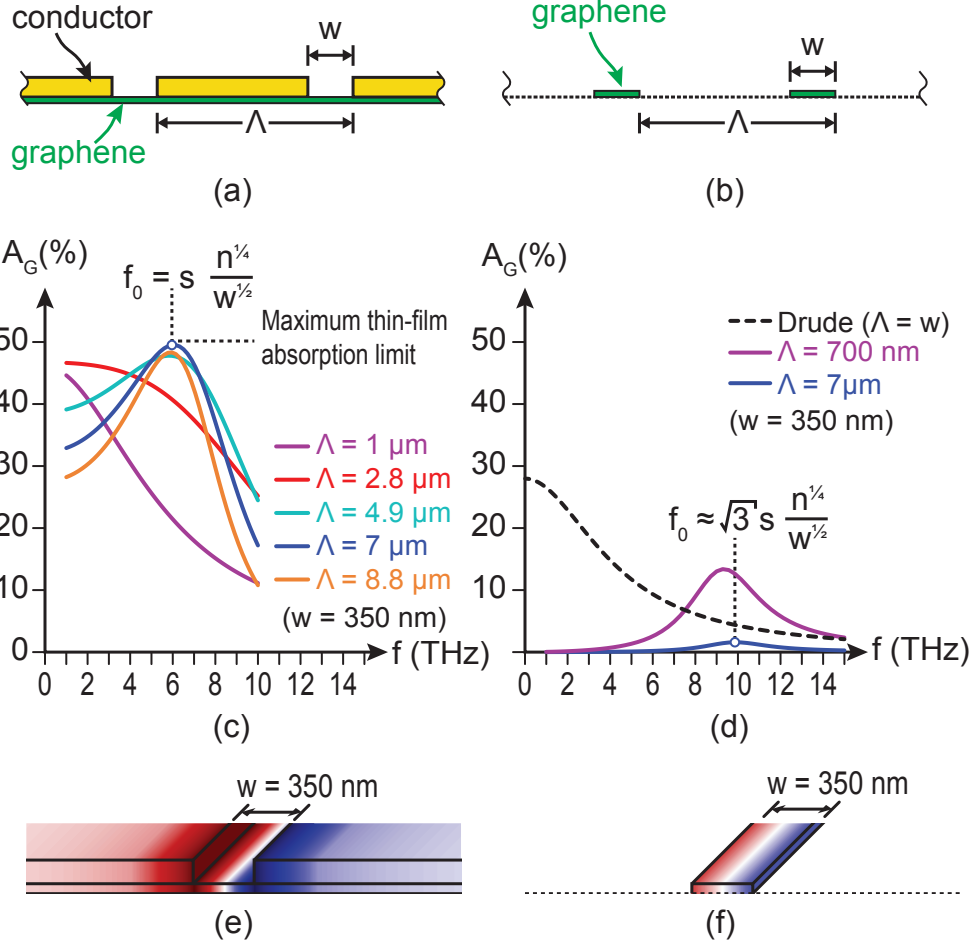 conductor
w
Λ
graphene
(a)
graphene
w
Λ
(b)
A_G(%)
f₀ = s n^¼ / w^½
Maximum thin-film
absorption limit
50
40
30
20
10
0
Λ = 1 µm
Λ = 2.8 µm
Λ = 4.9 µm
Λ = 7 µm
Λ = 8.8 µm
(w = 350 nm)
f (THz)
0 2 4 6 8 10 12 14
(c)
A_G(%)
50
40
30
20
10
0
Drude (Λ = w)
Λ = 700 nm
Λ = 7µm
(w = 350 nm)
f₀ ≈ √3 s n^¼ / w^½
f (THz)
0 2 4 6 8 10 12 14
(d)
w = 350 nm
(e)
w = 350 nm
(f)